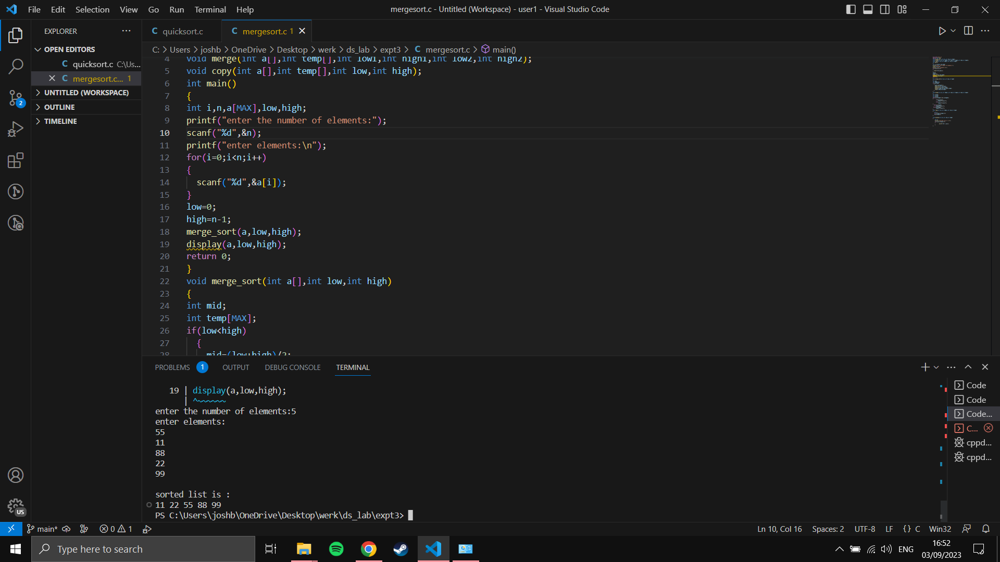 File Edit Selection View Go Run Terminal Help
mergesort.c - Untitled (Workspace) - user1 - Visual Studio Code
EXPLORER
OPEN EDITORS
C quicksort.c C:\Us...
C mergesort.c... 1
UNTITLED (WORKSPACE)
OUTLINE
TIMELINE
2
US
C quicksort.c
C mergesort.c 1
C: > Users > joshb > OneDrive > Desktop > werk > ds_lab > expt3 > C mergesort.c > main()
4 void merge(int a[],int temp[],int low1,int high1,int low2,int high2);
5 void copy(int a[],int temp[],int low,int high);
6 int main()
7 {
8 int i,n,a[MAX],low,high;
9 printf("enter the number of elements:");
10 scanf("%d",&n);
11 printf("enter elements:\n");
12 for(i=0;i<n;i++)
13 {
14 scanf("%d",&a[i]);
15 }
16 low=0;
17 high=n-1;
18 merge_sort(a,low,high);
19 display(a,low,high);
20 return 0;
21 }
22 void merge_sort(int a[],int low,int high)
23 {
24 int mid;
25 int temp[MAX];
26 if(low<high)
27 {
28 mid=(low+high)/2;
PROBLEMS 1 OUTPUT DEBUG CONSOLE TERMINAL
19 | display(a,low,high);
| ^~~~~~~
enter the number of elements:5
enter elements:
55
11
88
22
99
sorted list is :
11 22 55 88 99
PS C:\Users\joshb\OneDrive\Desktop\werk\ds_lab\expt3>
Code
Code
Code...
C...
cppd...
cppd...
main* 0 1
Ln 10, Col 16 Spaces: 2 UTF-8 LF {} C Win32
Type here to search
ENG
16:52
03/09/2023